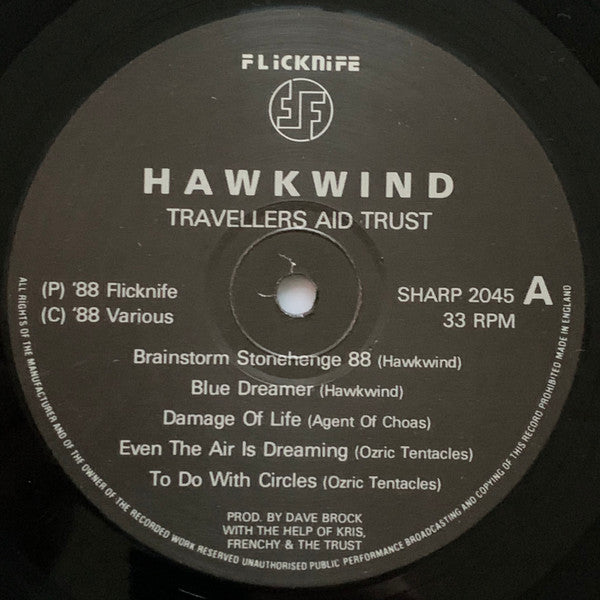 FLiCKNiFE
HAWKWIND
TRAVELLERS AID TRUST
(P) '88 Flicknife
(C) '88 Various
SHARP 2045 A
33 RPM
Brainstorm Stonehenge 88 (Hawkwind)
Blue Dreamer (Hawkwind)
Damage Of Life (Agent Of Choas)
Even The Air Is Dreaming (Ozric Tentacles)
To Do With Circles (Ozric Tentacles)
PROD. BY DAVE BROCK
WITH THE HELP OF KRIS,
FRENCHY & THE TRUST
ALL RIGHTS OF THE MANUFACTURER AND OF THE OWNER OF THE RECORDED WORK RESERVED UNAUTHORISED PUBLIC PERFORMANCE BROADCASTING AND COPYING OF THIS RECORD PROHIBITED MADE IN ENGLAND